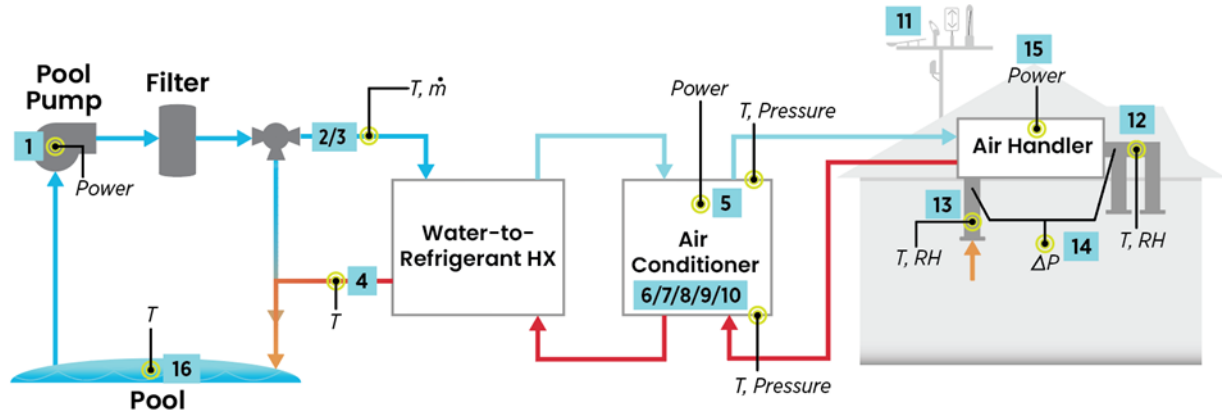 Pool
Pump
1
Power
Filter
2/3
T, ṁ
4
T
T
16
Pool
Water-to-
Refrigerant HX
Power
T, Pressure
5
Air
Conditioner
6/7/8/9/10
T, Pressure
11
15
Power
Air Handler
12
13
T, RH
14
ΔP
T, RH